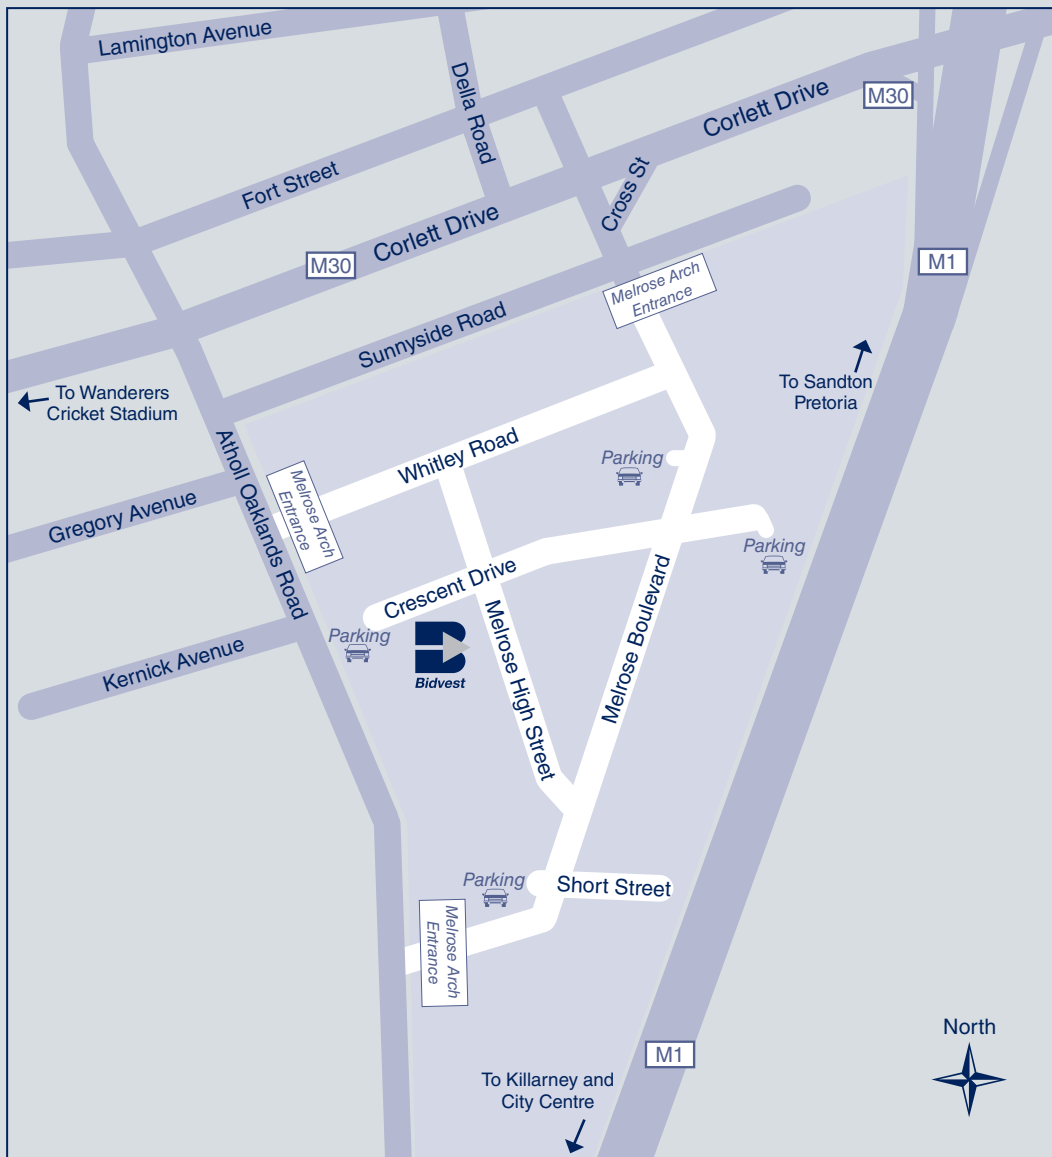 Lamington Avenue
Della Road
M30
Corlett Drive
Fort Street
Cross St
Corlett Drive
M30
M1
Melrose Arch
Entrance
Sunnyside Road
To Sandton
Pretoria
To Wanderers
Cricket Stadium
Atholl Oaklands Road
Whitley Road
Parking
Melrose Arch
Entrance
Gregory Avenue
Parking
Crescent Drive
Melrose Boulevard
Parking
Bidvest
Kernick Avenue
Melrose High Street
Parking
Short Street
Melrose Arch
Entrance
North
M1
To Killarney and
City Centre